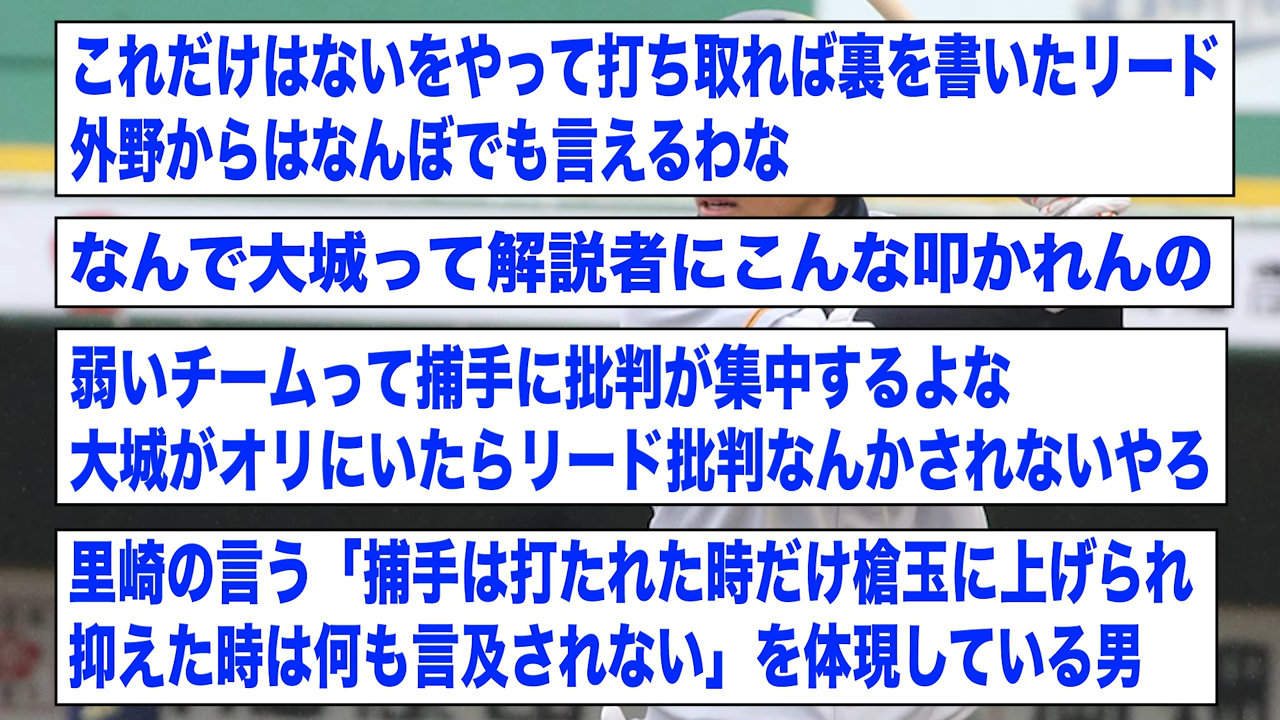 これだけはないをやって打ち取れば裏を書いたリード
外野からはなんぼでも言えるわな
なんで大城って解説者にこんな叩かれんの
弱いチームって捕手に批判が集中するよな
大城がオリにいたらリード批判なんかされないやろ
里崎の言う「捕手は打たれた時だけ槍玉に上げられ
抑えた時は何も言及されない」を体現している男